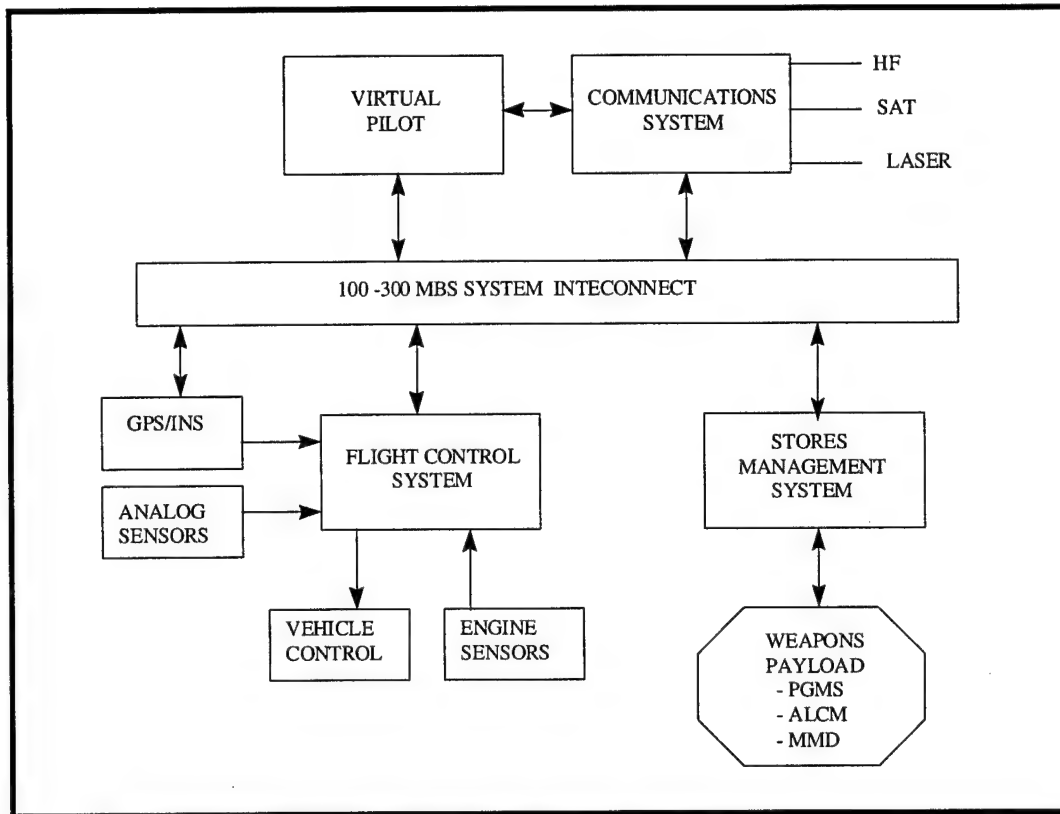 VIRTUAL
PILOT
COMMUNICATIONS
SYSTEM
HF
SAT
LASER
100 -300 MBS SYSTEM INTECONNECT
GPS/INS
ANALOG
SENSORS
FLIGHT CONTROL
SYSTEM
STORES
MANAGEMENT
SYSTEM
VEHICLE
CONTROL
ENGINE
SENSORS
WEAPONS
PAYLOAD
- PGMS
- ALCM
- MMD